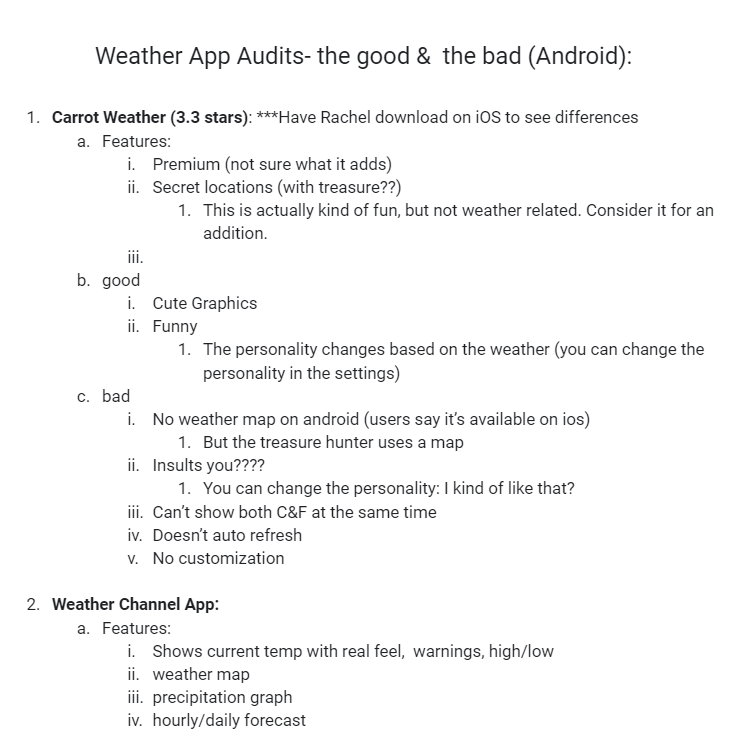 Weather App Audits- the good & the bad (Android):
1. Carrot Weather (3.3 stars): ***Have Rachel download on iOS to see differences
a. Features:
i. Premium (not sure what it adds)
ii. Secret locations (with treasure??)
1. This is actually kind of fun, but not weather related. Consider it for an
addition.
iii.
b. good
i. Cute Graphics
ii. Funny
1. The personality changes based on the weather (you can change the
personality in the settings)
c. bad
i. No weather map on android (users say it’s available on ios)
1. But the treasure hunter uses a map
ii. Insults you????
1. You can change the personality: I kind of like that?
iii. Can’t show both C&F at the same time
iv. Doesn’t auto refresh
v. No customization
2. Weather Channel App:
a. Features:
i. Shows current temp with real feel, warnings, high/low
ii. weather map
iii. precipitation graph
iv. hourly/daily forecast